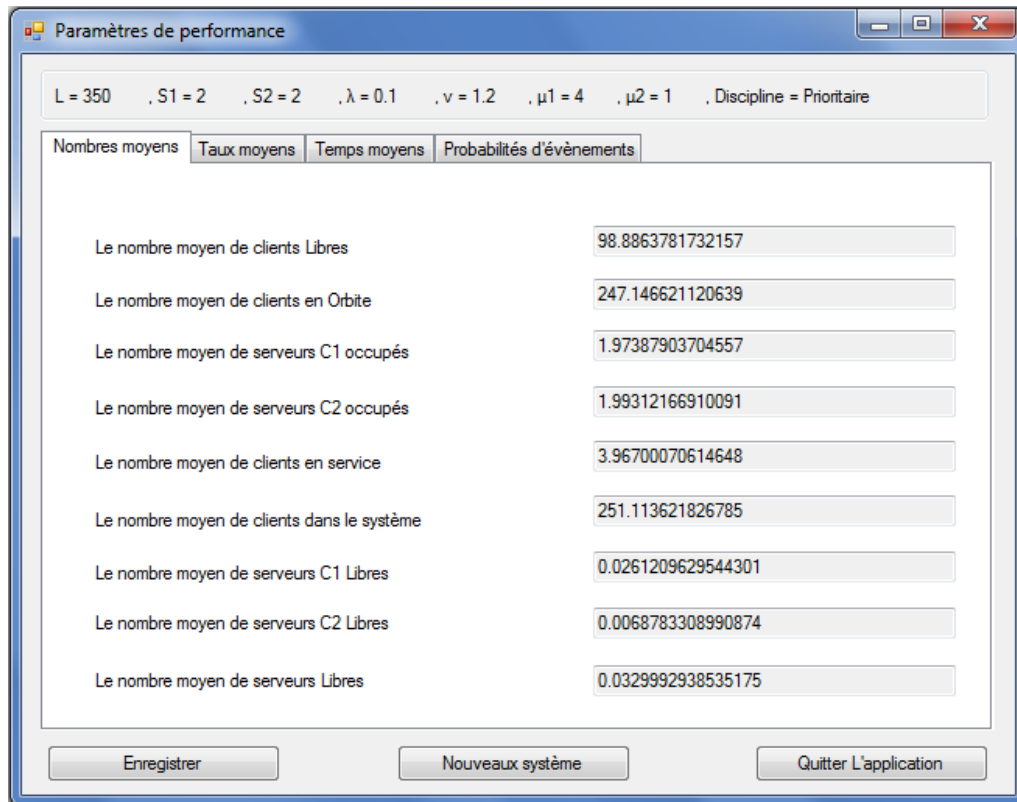 Paramètres de performance
L = 350 , S1 = 2 , S2 = 2 , λ = 0.1 , ν = 1.2 , µ1 = 4 , µ2 = 1 , Discipline = Prioritaire
Nombres moyens Taux moyens Temps moyens Probabilités d'évènements
Le nombre moyen de clients Libres 98.8863781732157
Le nombre moyen de clients en Orbite 247.146621120639
Le nombre moyen de serveurs C1 occupés 1.97387903704557
Le nombre moyen de serveurs C2 occupés 1.99312166910091
Le nombre moyen de clients en service 3.96700070614648
Le nombre moyen de clients dans le système 251.113621826785
Le nombre moyen de serveurs C1 Libres 0.0261209629544301
Le nombre moyen de serveurs C2 Libres 0.0068783308990874
Le nombre moyen de serveurs Libres 0.0329992938535175
Enregistrer Nouveaux système Quitter L'application